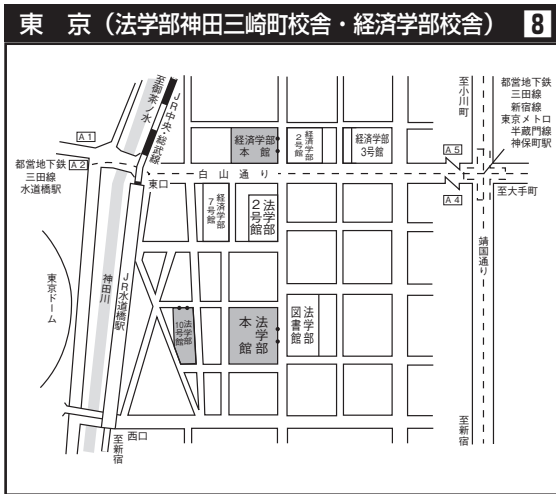 東 京（法学部神田三崎町校舎・経済学部校舎） 8
至御茶ノ水
JR中央・総武線
至小川町
都営地下鉄
三田線
新宿線
東京メトロ
半蔵門線
神保町駅
A1
経済学部
本 館
経済学部
2号館
経済学部
3号館
A5
都営地下鉄
三田線
水道橋駅
A2
東口
白山通り
A4
至大手町
経済学部
7号館
法学部
2号館
靖国通り
東京ドーム
神田川
JR水道橋駅
法学部
10号館
法学部
本 館
法学部
図書館
西口
至新宿
至新宿